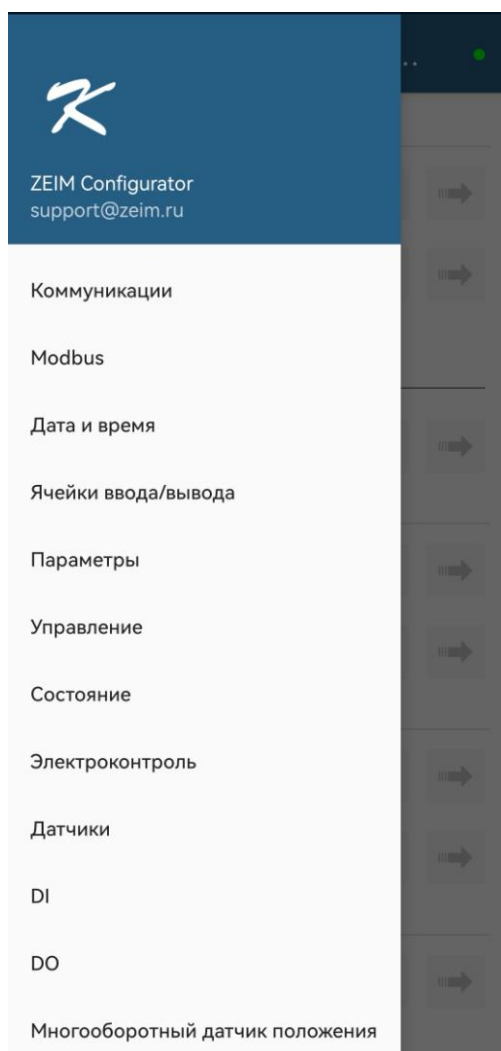 ZEIM Configurator
support@zeim.ru
Коммуникации
Modbus
Дата и время
Ячейки ввода/вывода
Параметры
Управление
Состояние
Электроконтроль
Датчики
DI
DO
Многооборотный датчик положения